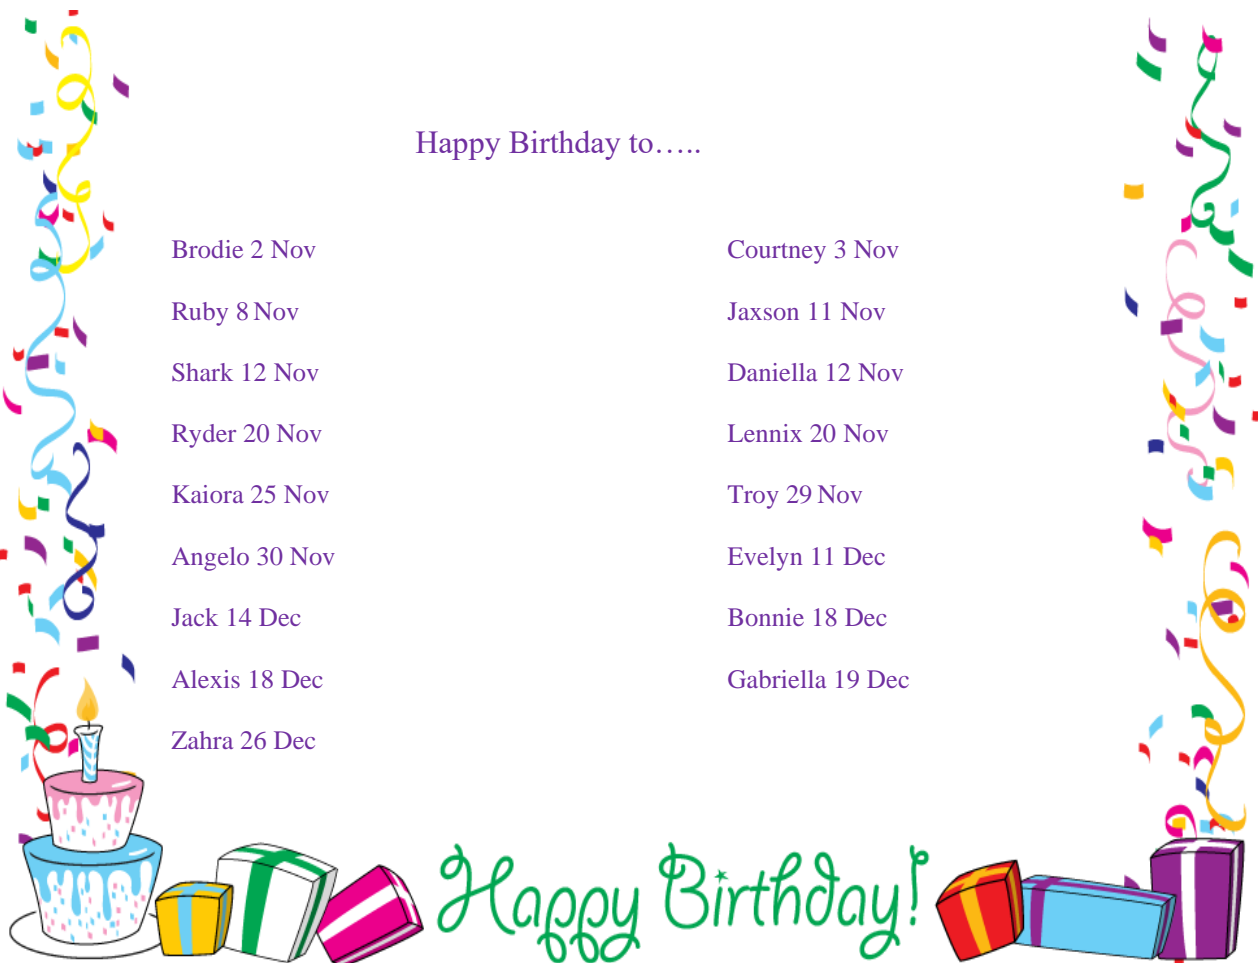 Happy Birthday to…..
Brodie 2 Nov
Courtney 3 Nov
Ruby 8 Nov
Jaxson 11 Nov
Shark 12 Nov
Daniella 12 Nov
Ryder 20 Nov
Lennix 20 Nov
Kaiora 25 Nov
Troy 29 Nov
Angelo 30 Nov
Evelyn 11 Dec
Jack 14 Dec
Bonnie 18 Dec
Alexis 18 Dec
Gabriella 19 Dec
Zahra 26 Dec
Happy Birthday!